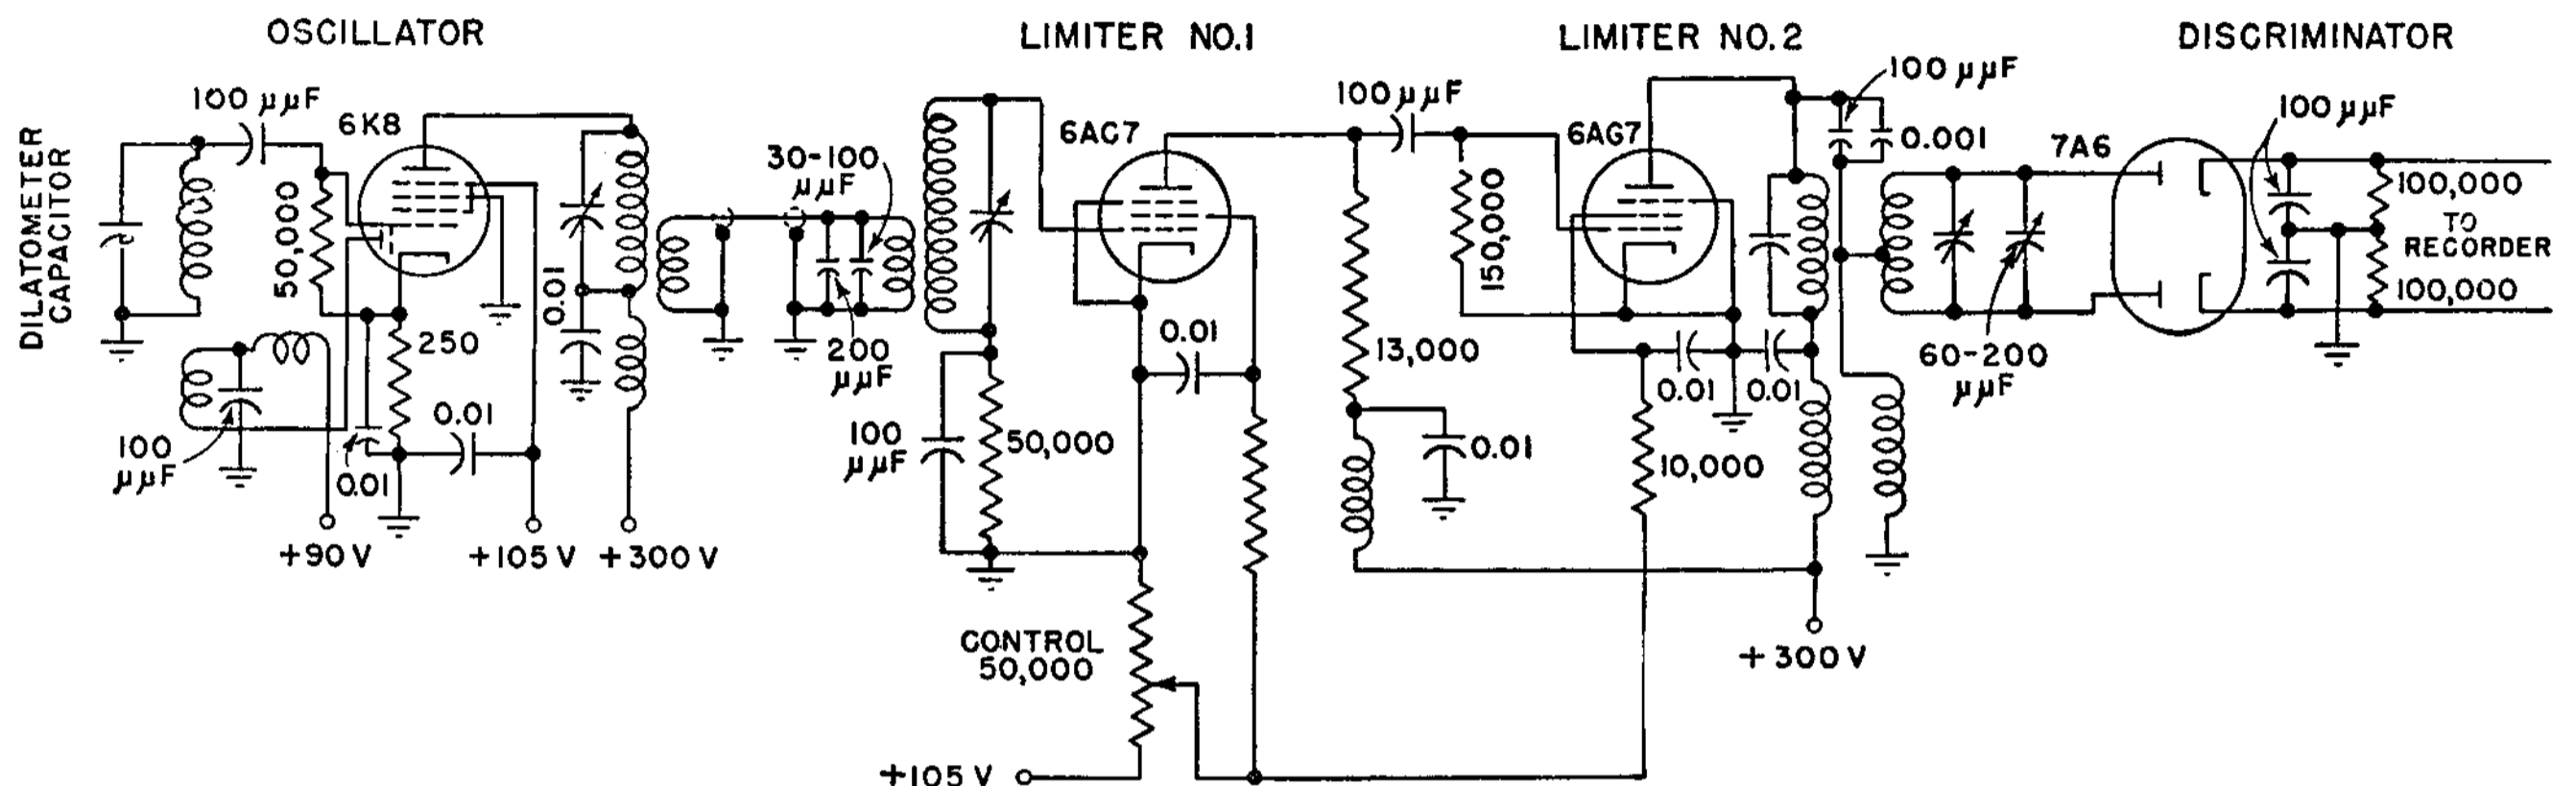 OSCILLATOR
LIMITER NO.1
LIMITER NO. 2
DISCRIMINATOR
DILATOMETER
CAPACITOR
100 μμF
6K8
50,000
250
100
μμF
0.01
0.01
0.01
+90 V
+105 V
+300 V
30-100
μμF
200
μμF
6AC7
100
μμF
50,000
0.01
CONTROL
50,000
+105 V
100 μμF
13,000
0.01
150,000
6AG7
0.01
0.01
10,000
+300 V
100 μμF
0.001
60-200
μμF
7A6
100 μμF
100,000
TO
RECORDER
100,000